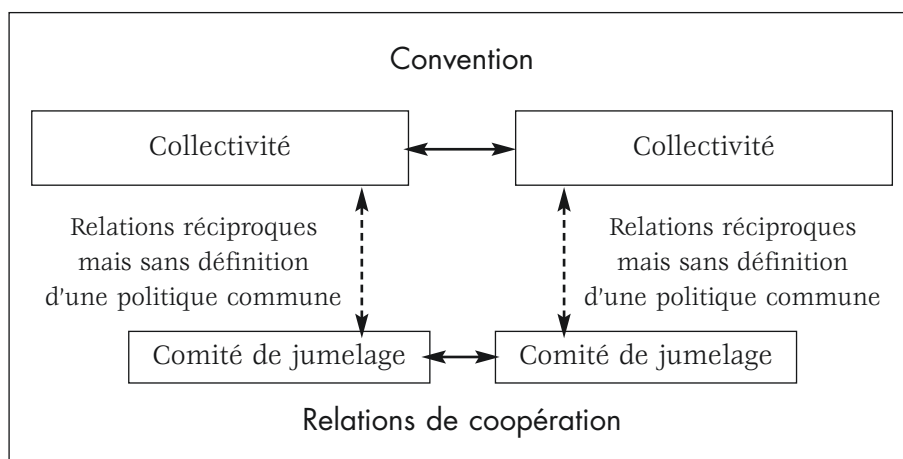 Convention
Collectivité
Collectivité
Relations réciproques
mais sans définition
d'une politique commune
Relations réciproques
mais sans définition
d'une politique commune
Comité de jumelage
Comité de jumelage
Relations de coopération